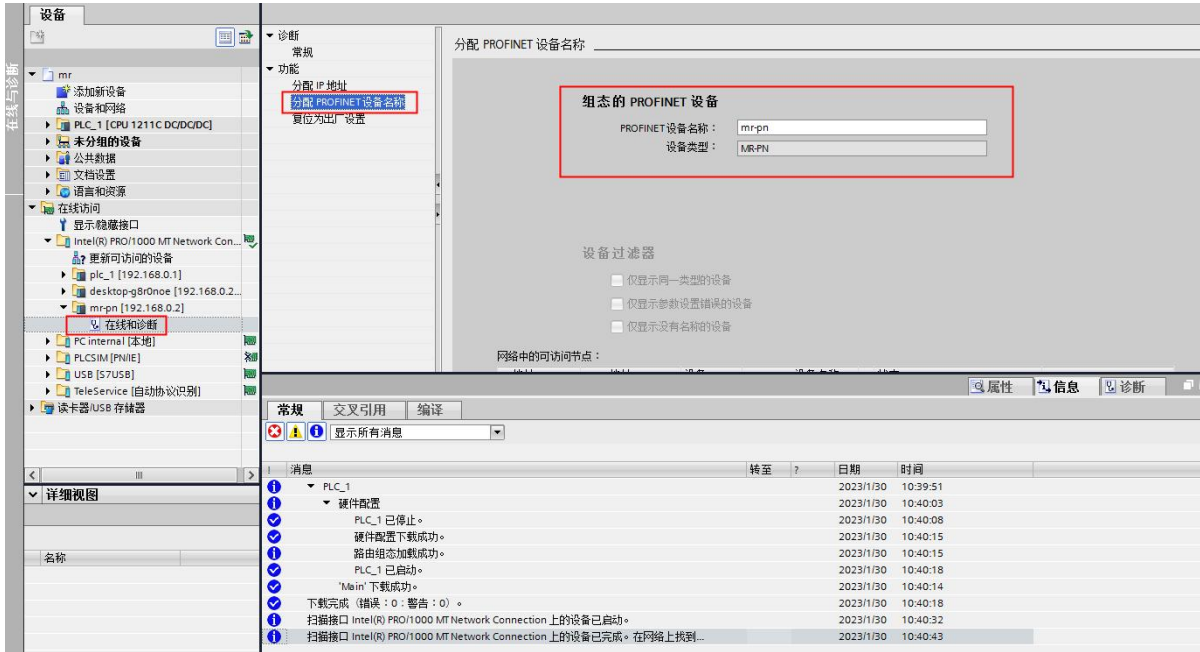 在线与诊断
设备
mr
添加新设备
设备和网络
PLC_1 [CPU 1211C DC/DC/DC]
未分组的设备
公共数据
文档设置
语言和资源
在线访问
显示/隐藏接口
Intel(R) PRO/1000 MT Network Con...
更新可访问的设备
plc_1 [192.168.0.1]
desktop-g8r0noe [192.168.0.2...
mr-pn [192.168.0.2]
在线和诊断
PC internal [本地]
PLCSIM [PN/IE]
USB [S7USB]
TeleService [自动协议识别]
读卡器/USB 存储器
详细视图
名称
诊断
常规
功能
分配 IP 地址
分配 PROFINET 设备名称
复位为出厂设置
分配 PROFINET 设备名称
组态的 PROFINET 设备
PROFINET设备名称： mr-pn
设备类型： MR-PN
设备过滤器
仅显示同一类型的设备
仅显示参数设置错误的设备
仅显示没有名称的设备
网络中的可访问节点：
属性 信息 诊断
常规 交叉引用 编译
显示所有消息
! 消息 转至 ? 日期 时间
PLC_1 2023/1/30 10:39:51
硬件配置 2023/1/30 10:40:03
PLC_1 已停止。 2023/1/30 10:40:08
硬件配置下载成功。 2023/1/30 10:40:15
路由组态加载成功。 2023/1/30 10:40:15
PLC_1 已启动。 2023/1/30 10:40:18
'Main' 下载成功。 2023/1/30 10:40:14
下载完成（错误：0；警告：0）。 2023/1/30 10:40:18
扫描接口 Intel(R) PRO/1000 MT Network Connection 上的设备已启动。 2023/1/30 10:40:32
扫描接口 Intel(R) PRO/1000 MT Network Connection 上的设备已完成。在网络上找到... 2023/1/30 10:40:43